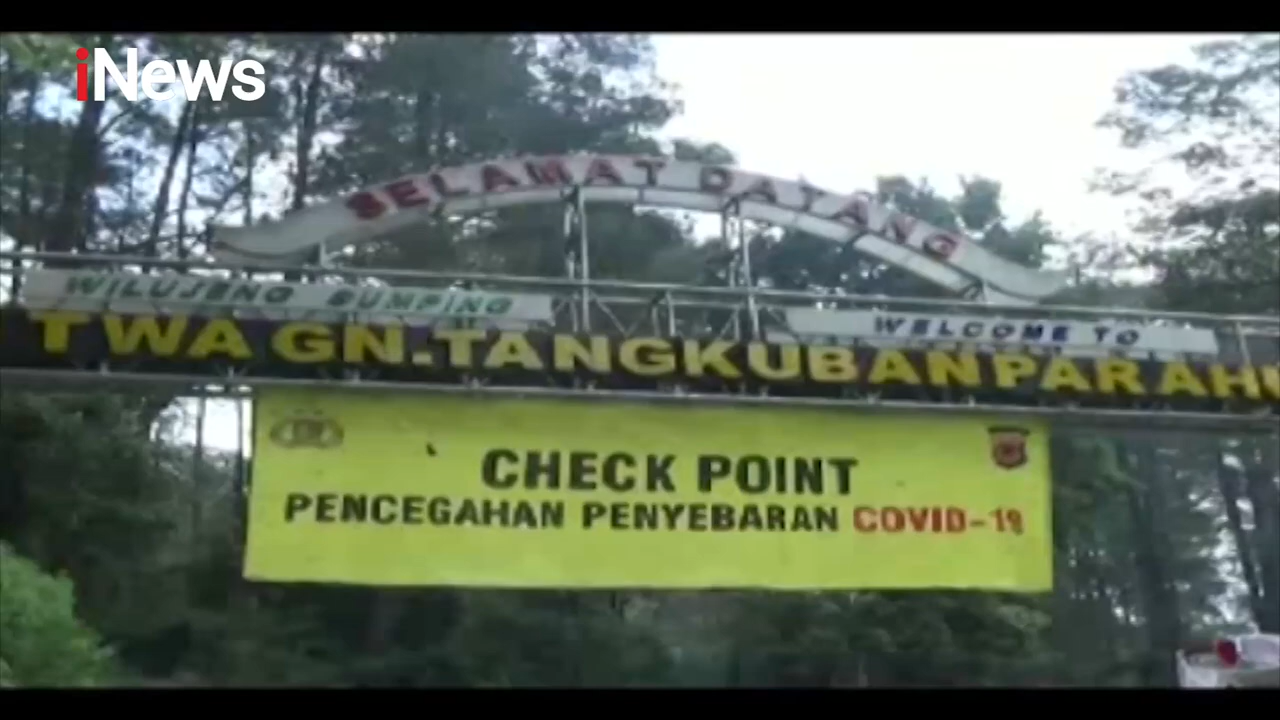 iNews
SELAMAT DATANG
WILUJENG SUMPING
WELCOME TO
TWA GN.TANGKUBANPARAHU
CHECK POINT
PENCEGAHAN PENYEBARAN COVID-19